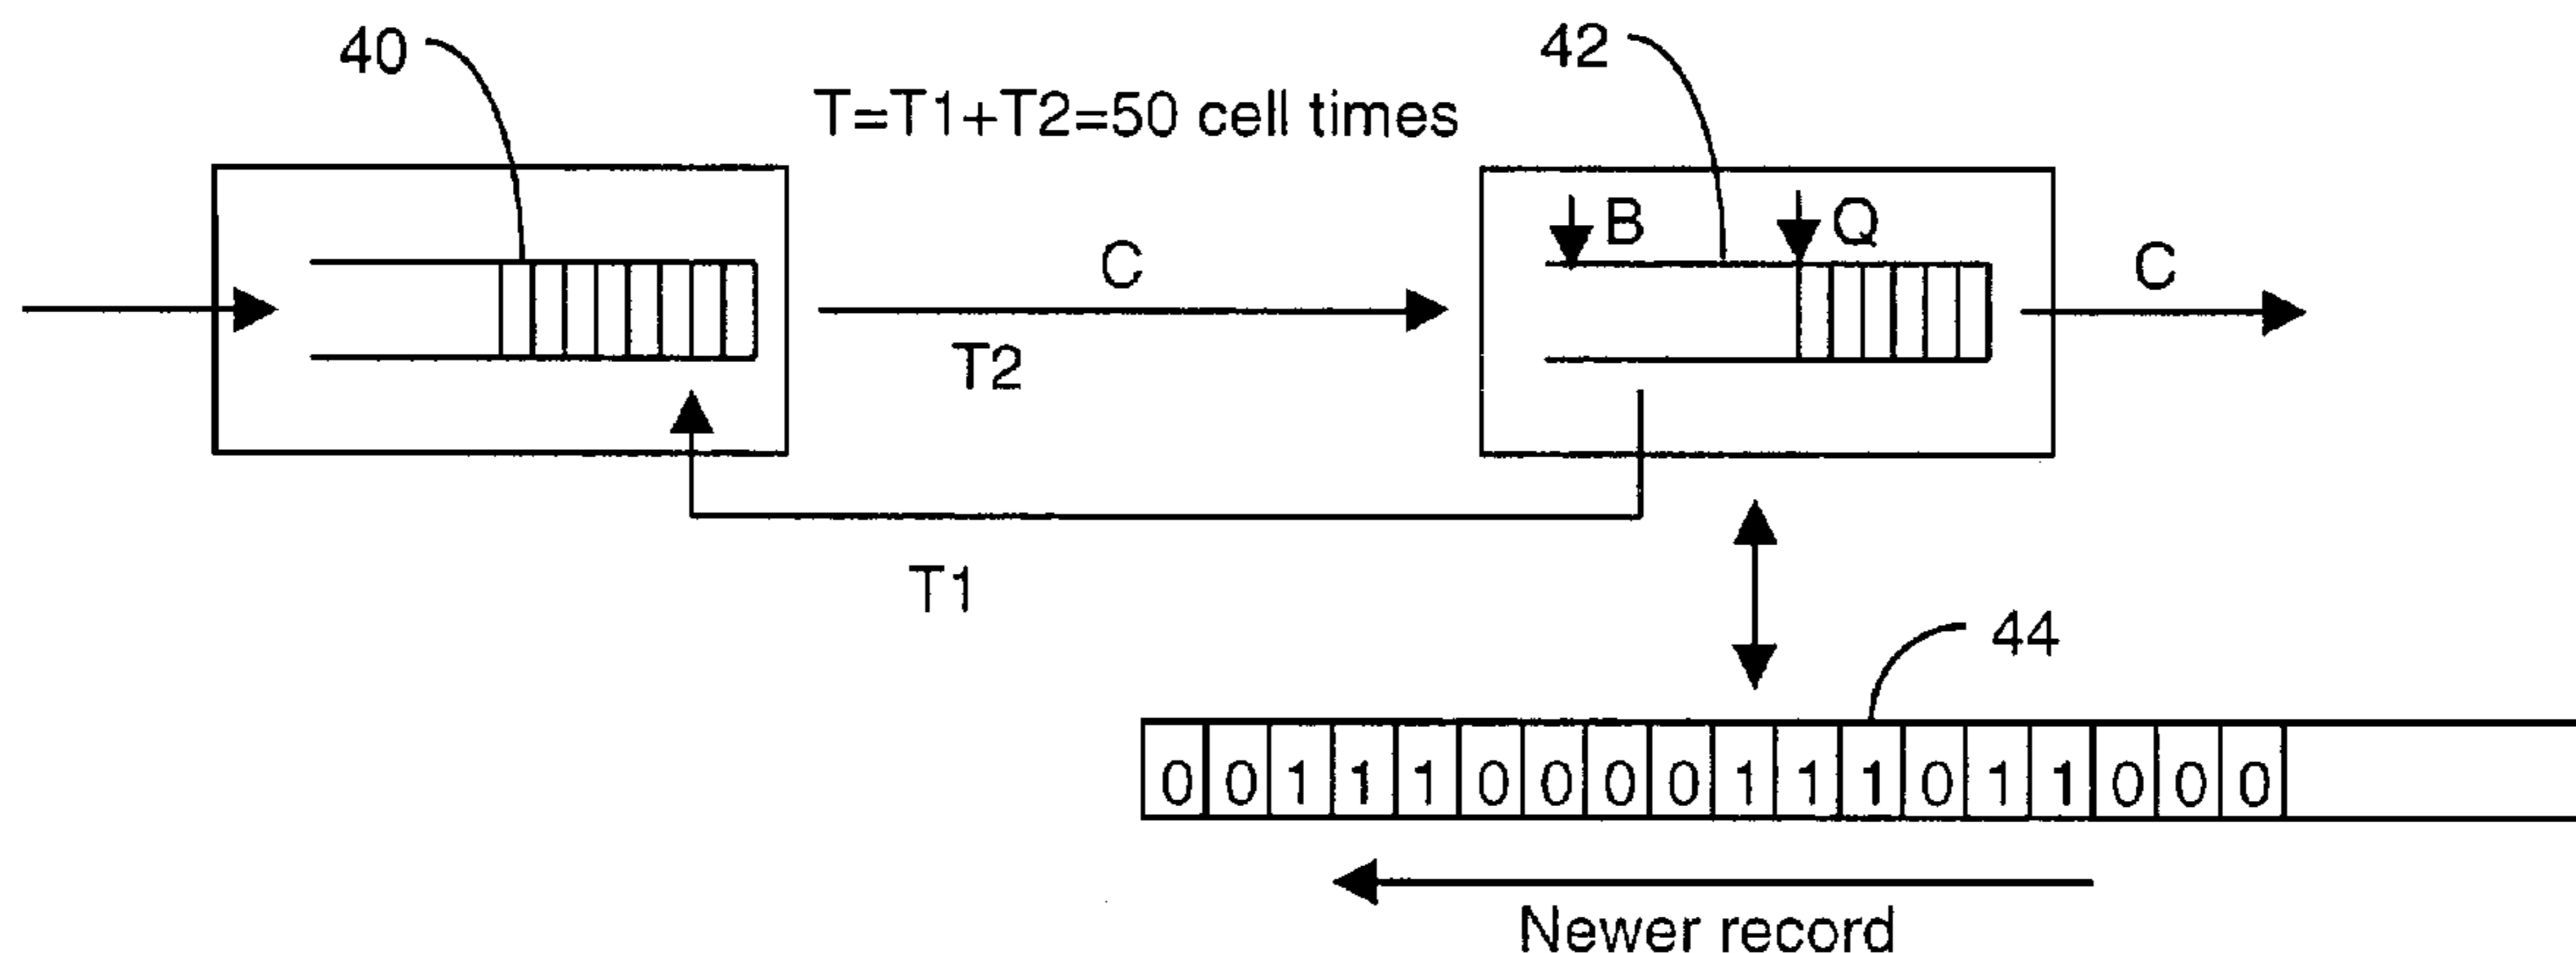 40
42
T=T1+T2=50 cell times
B
Q
C
C
T2
T1
44
0 0 1 1 1 0 0 0 0 1 1 1 0 1 1 0 0 0
Newer record